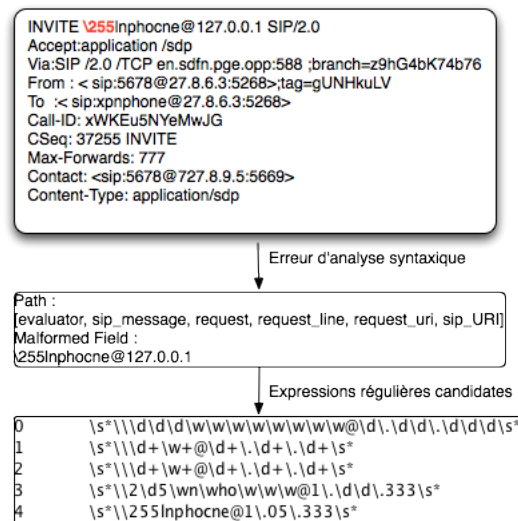 INVITE \255lnphocne@127.0.0.1 SIP/2.0
Accept:application /sdp
Via:SIP /2.0 /TCP en.sdfn.pge.opp:588 ;branch=z9hG4bK74b76
From : < sip:5678@27.8.6.3:5268>;tag=gUNHkuLV
To :< sip:xpnphone@27.8.6.3:5268>
Call-ID: xWKEu5NYeMwJG
CSeq: 37255 INVITE
Max-Forwards: 777
Contact: <sip:5678@727.8.9.5:5669>
Content-Type: application/sdp
Erreur d'analyse syntaxique
Path :
[evaluator, sip_message, request, request_line, request_uri, sip_URI]
Malformed Field :
\255lnphocne@127.0.0.1
Expressions régulières candidates
0 \s*\\\d\d\d\w\w\w\w\w\w\w\w@\d\.\d\d\.\d\d\d\s*
1 \s*\\\d+\w+@\d+\.\d+\.\d+\s*
2 \s*\\\d+\w+@\d+\.\d+\.\d+\s*
3 \s*\\2\d5\wn\who\w\w\w@1\.\d\d\.333\s*
4 \s*\\255lnphocne@1\.05\.333\s*